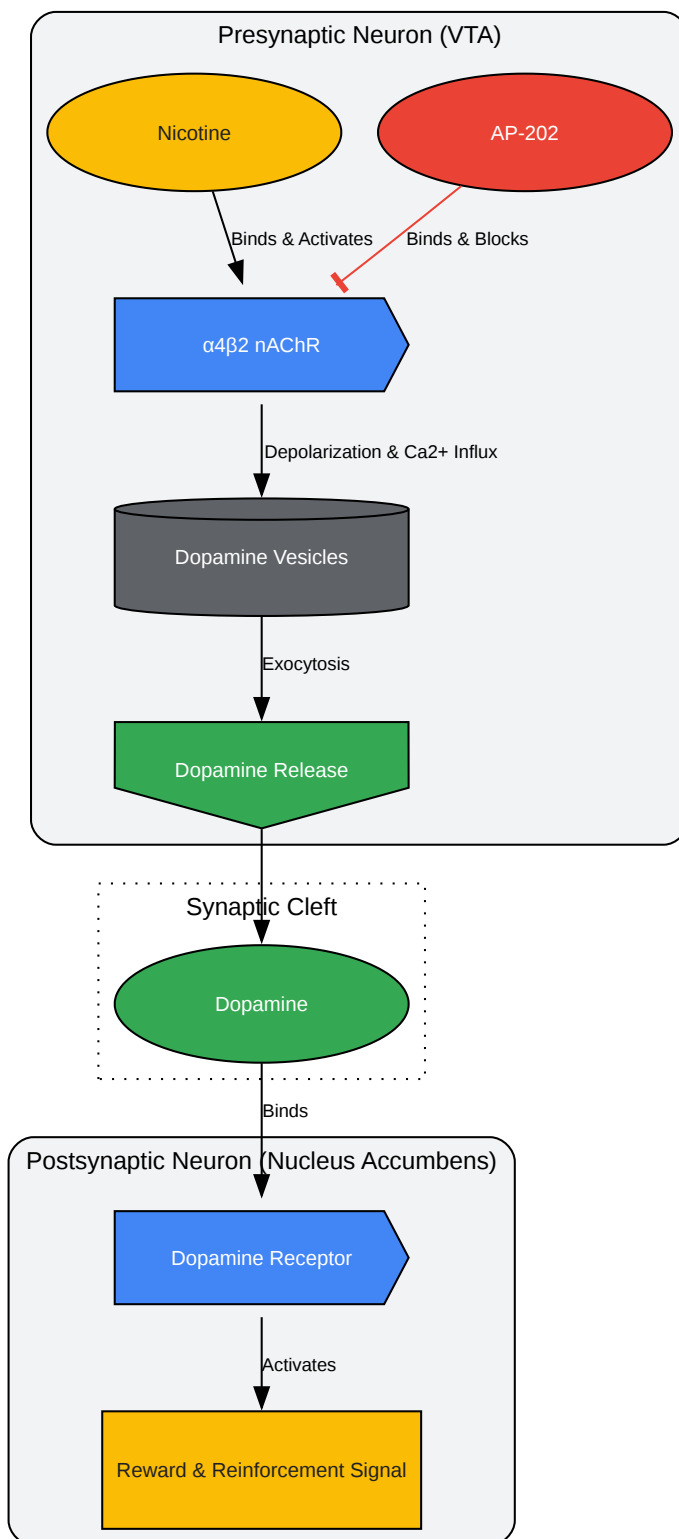 Presynaptic Neuron (VTA)
Nicotine
AP-202
Binds & Activates
Binds & Blocks
α4β2 nAChR
Depolarization & Ca2+ Influx
Dopamine Vesicles
Exocytosis
Dopamine Release
Synaptic Cleft
Dopamine
Binds
Postsynaptic Neuron (Nucleus Accumbens)
Dopamine Receptor
Activates
Reward & Reinforcement Signal